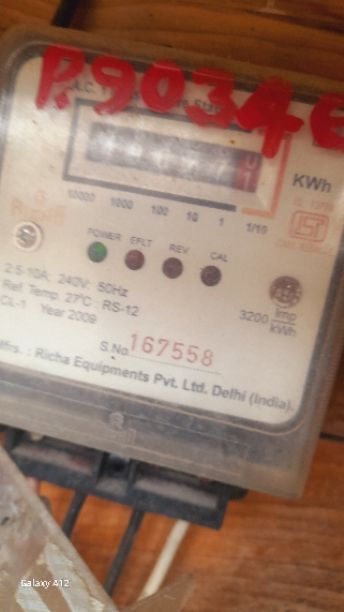 P.9034
KWh
10000 1000 100 10 1 1/10
POWER EFLT REV CAL
2.5-10A: 240V: 50Hz
Ref. Temp. 27°C : RS-12
CL-1 Year 2009
3200 Imp/kWh
S.No. 167558
Mfrs. : Richa Equipments Pvt. Ltd. Delhi (India).
Galaxy A12